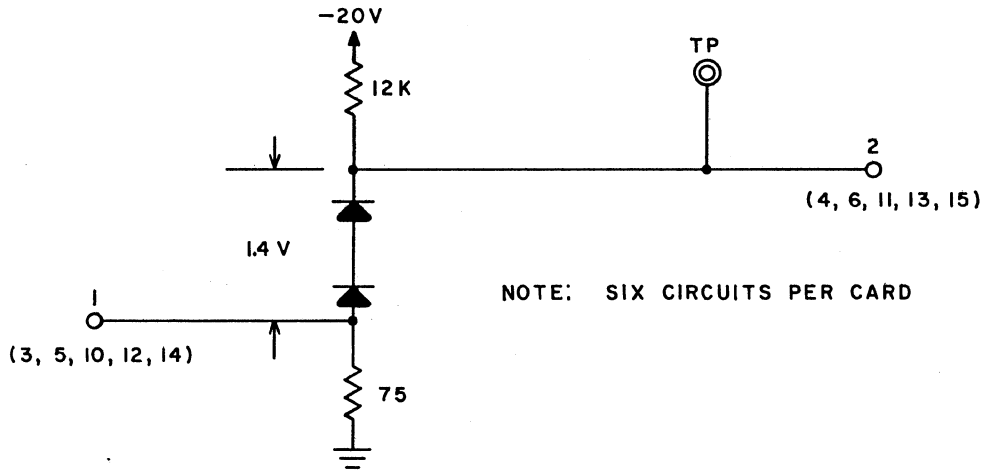 -20V
12K
TP
2
(4, 6, 11, 13, 15)
1.4 V
NOTE: SIX CIRCUITS PER CARD
1
(3, 5, 10, 12, 14)
75